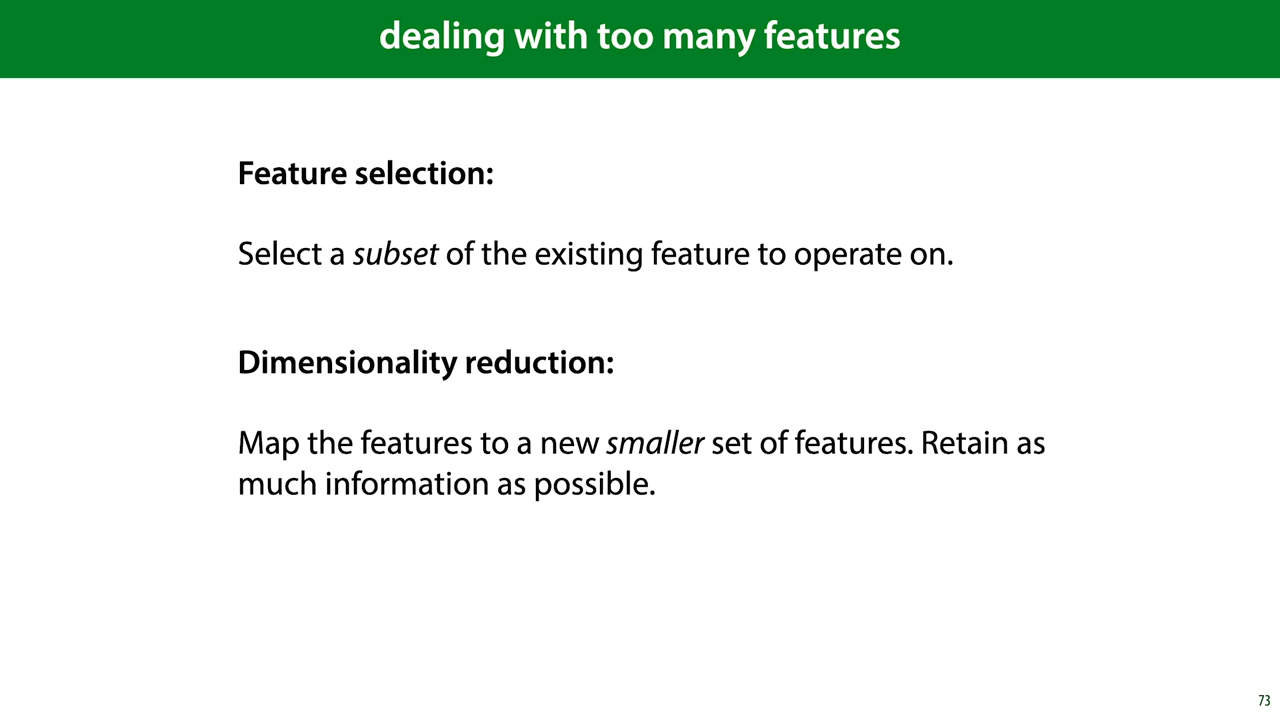 dealing with too many features
Feature selection:
Select a subset of the existing feature to operate on.
Dimensionality reduction:
Map the features to a new smaller set of features. Retain as
much information as possible.
73